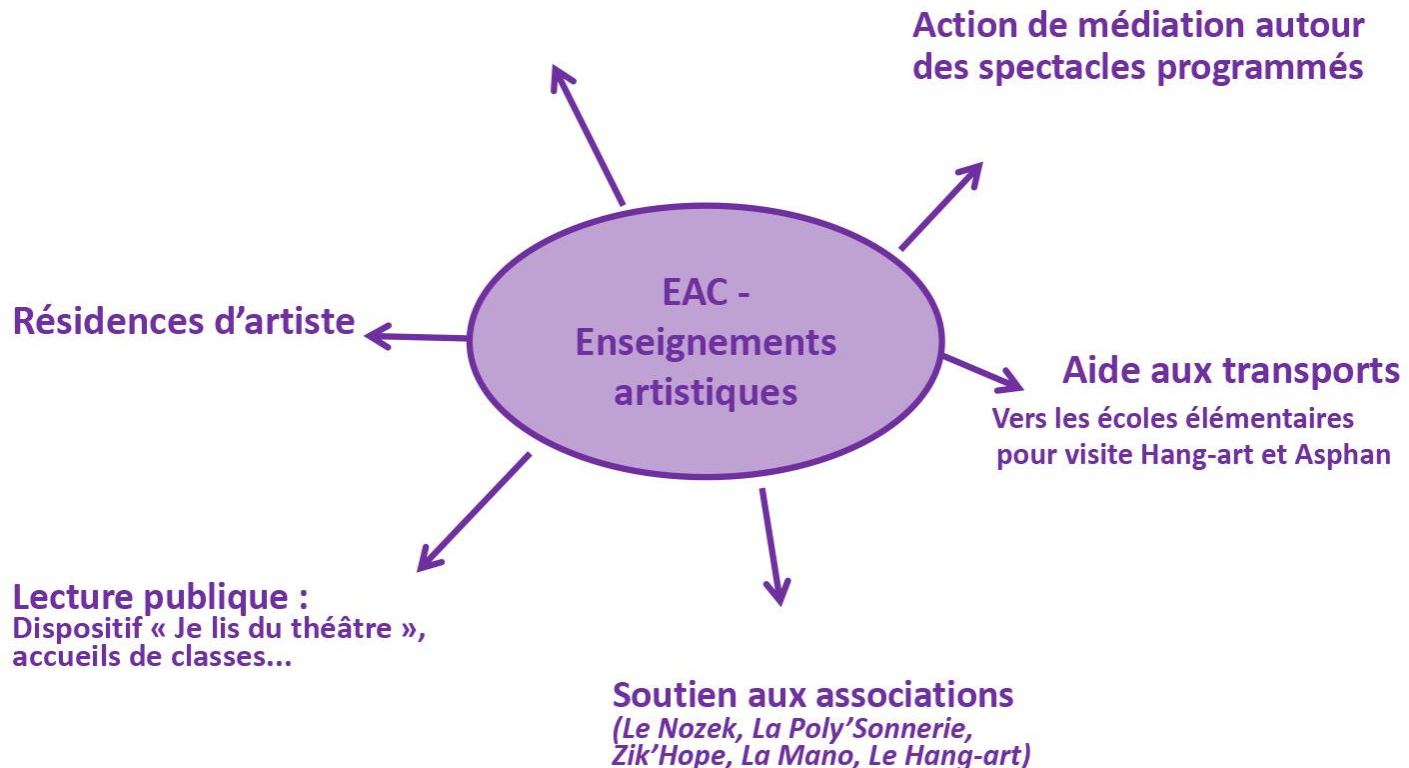 Action de médiation autour
des spectacles programmés
EAC -
Enseignements
artistiques
Résidences d’artiste
Aide aux transports
Vers les écoles élémentaires
pour visite Hang-art et Asphan
Lecture publique :
Dispositif « Je lis du théâtre »,
accueils de classes...
Soutien aux associations
(Le Nozek, La Poly’Sonnerie,
Zik’Hope, La Mano, Le Hang-art)